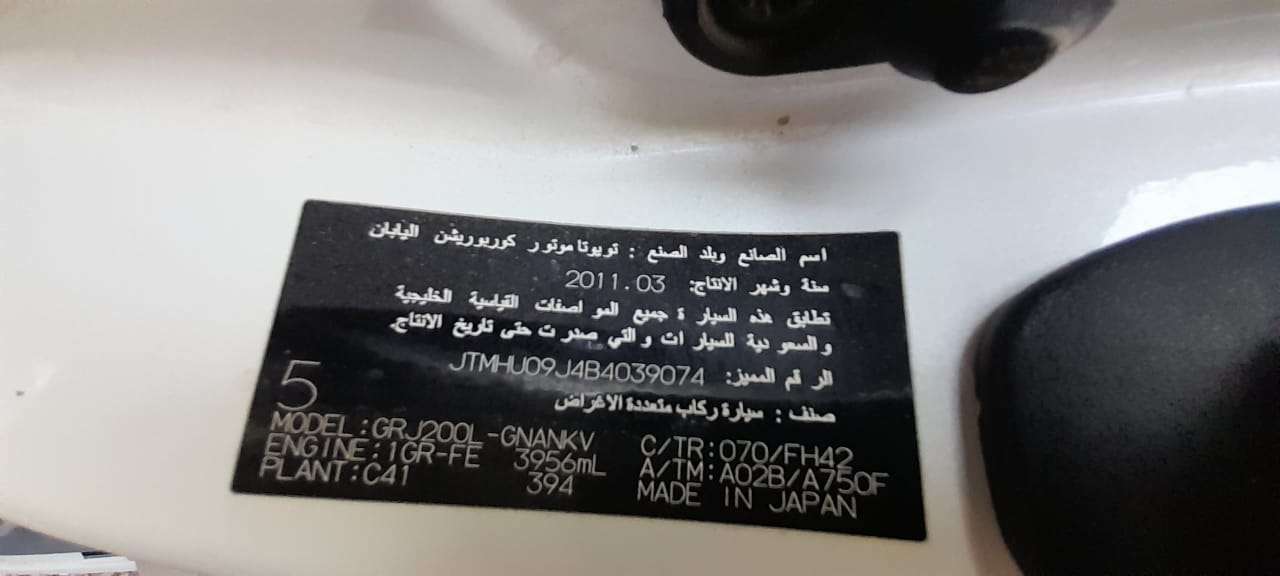 اسم الصانع وبلد الصنع : تويوتا موتور كوربوريشن اليابان
سنة وشهر الانتاج: 2011.03
تطابق هذه السيارة جميع المواصفات القياسية الخليجية
والسعودية للسيارات والتي صدرت حتى تاريخ الانتاج.
الرقم المميز: JTMHU09J4B4039074
صنف : سيارة ركاب متعددة الاغراض
5
MODEL:GRJ200L-GNANKV C/TR:070/FH42
ENGINE:1GR-FE 3956mL A/TM:A02B/A750F
PLANT:C41 394 MADE IN JAPAN